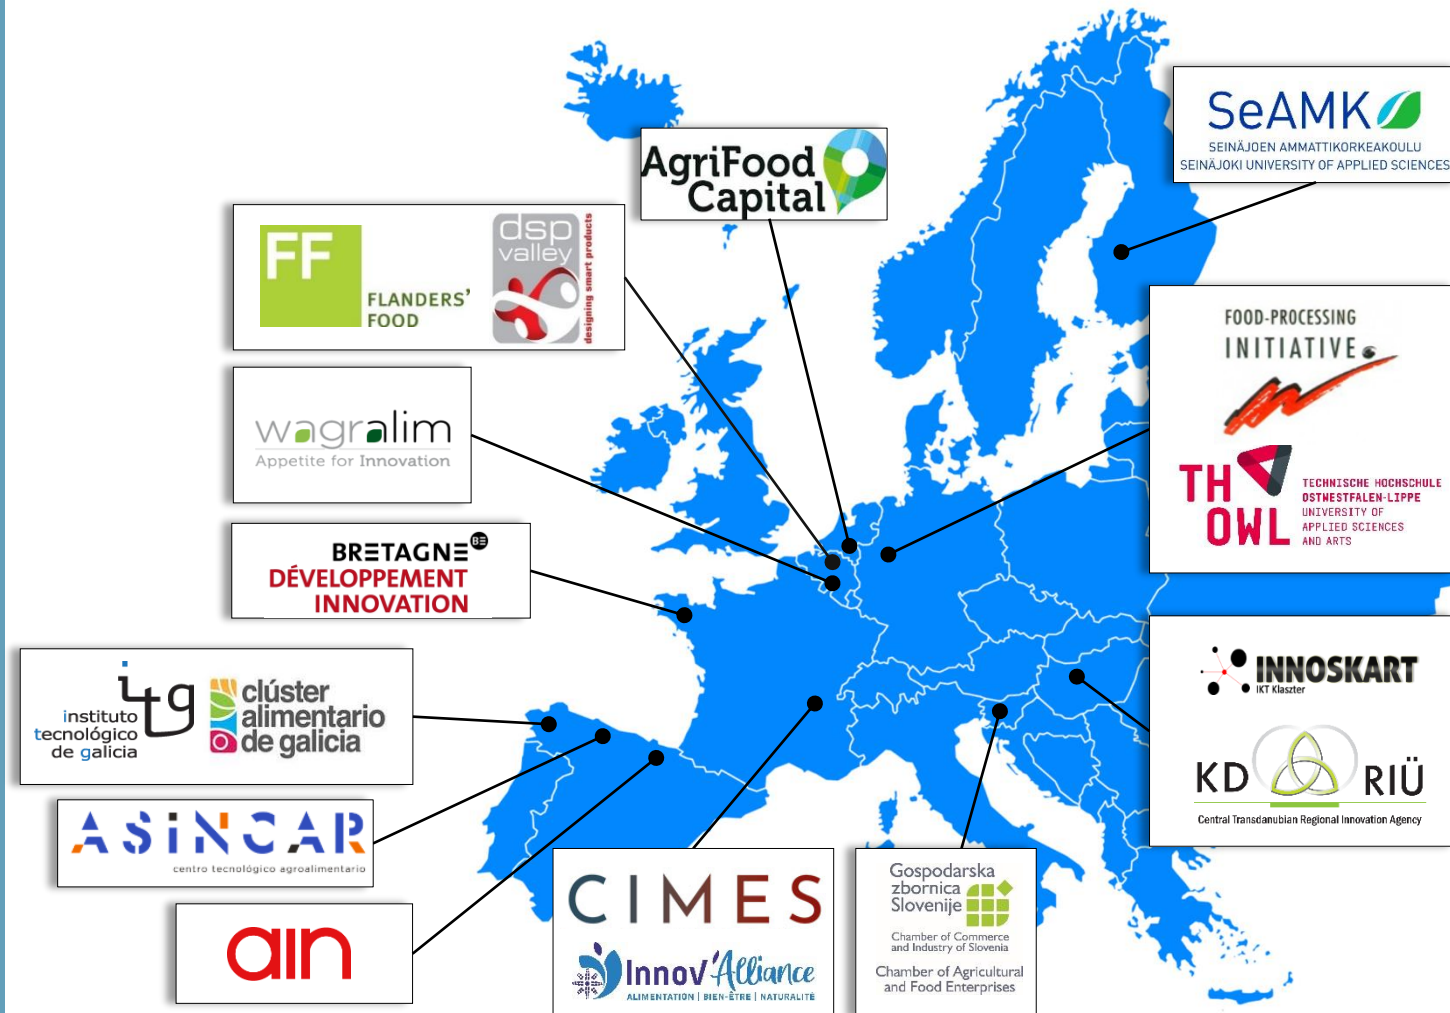 SeAMK
SEINÄJOEN AMMATTIKORKEAKOULU
SEINÄJOKI UNIVERSITY OF APPLIED SCIENCES
AgriFood
Capital
FF
FLANDERS'
FOOD
dsp
valley
designing smart products
FOOD-PROCESSING
INITIATIVE
TH
OWL
TECHNISCHE HOCHSCHULE
OSTWESTFALEN-LIPPE
UNIVERSITY OF
APPLIED SCIENCES
AND ARTS
wagralim
Appetite for Innovation
BRETAGNE BE
DÉVELOPPEMENT
INNOVATION
itg
instituto
tecnológico
de galicia
clúster
alimentario
de galicia
INNOSKART
IKT Klaszter
KD RIÜ
Central Transdanubian Regional Innovation Agency
ASINCAR
centro tecnológico agroalimentario
ain
CIMES
Innov'Alliance
ALIMENTATION | BIEN-ÊTRE | NATURALITÉ
Gospodarska
zbornica
Slovenije
Chamber of Commerce
and Industry of Slovenia
Chamber of Agricultural
and Food Enterprises